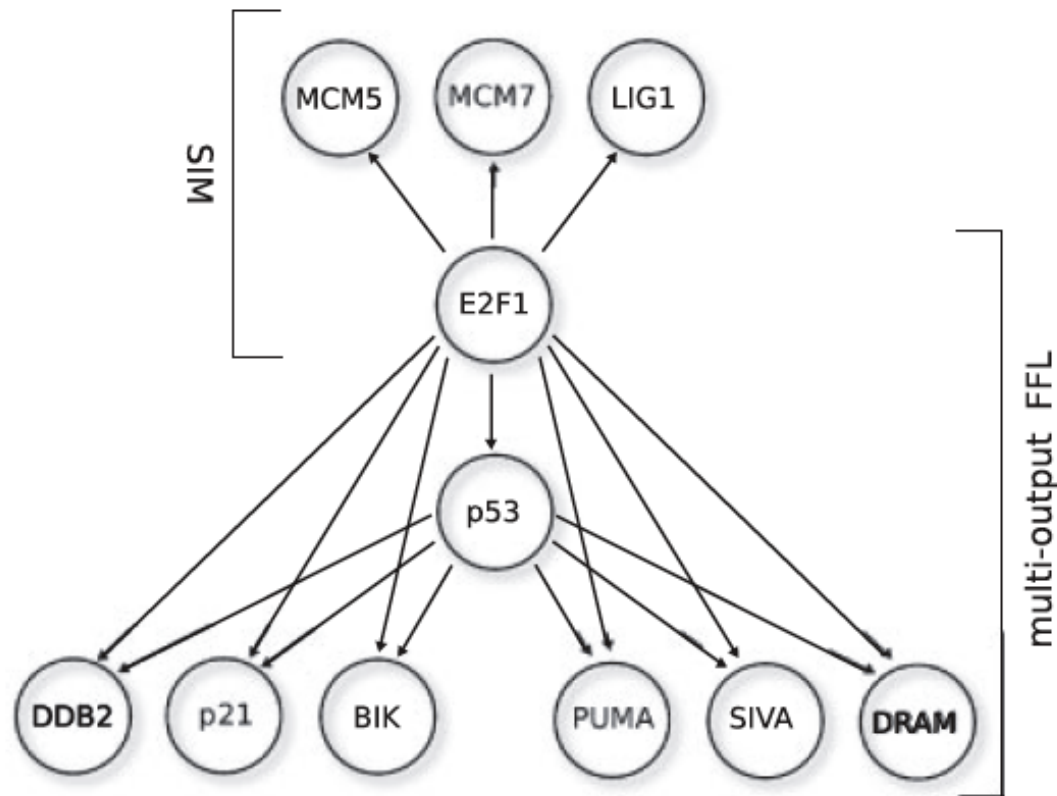 MCM5
MCM7
LIG1
SIM
E2F1
multi-output FFL
p53
DDB2
p21
BIK
PUMA
SIVA
DRAM